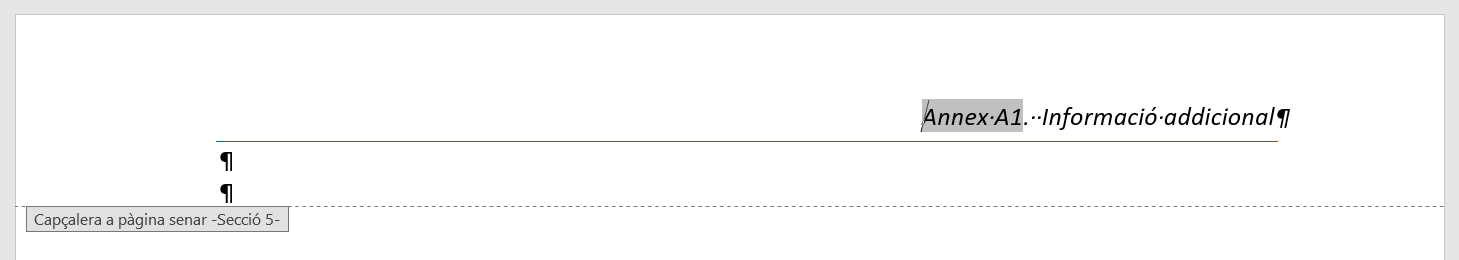 Annex·A1.··Informació·addicional¶
¶
¶
Capçalera a pàgina senar -Secció 5-